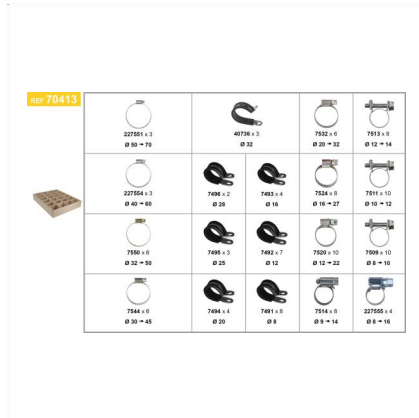 REF 70413
227551 x 3
Ø 50 → 70
40736 x 3
Ø 32
7532 x 6
Ø 20 → 32
7513 x 8
Ø 12 → 14
227554 x 3
Ø 40 → 60
7496 x 2
Ø 28
7493 x 4
Ø 16
7524 x 8
Ø 16 → 27
7511 x 10
Ø 10 → 12
7550 x 6
Ø 32 → 50
7495 x 3
Ø 25
7492 x 7
Ø 12
7520 x 10
Ø 12 → 22
7509 x 10
Ø 8 → 10
7544 x 6
Ø 30 → 45
7494 x 4
Ø 20
7491 x 8
Ø 8
7514 x 8
Ø 9 → 14
227555 x 4
Ø 6 → 16